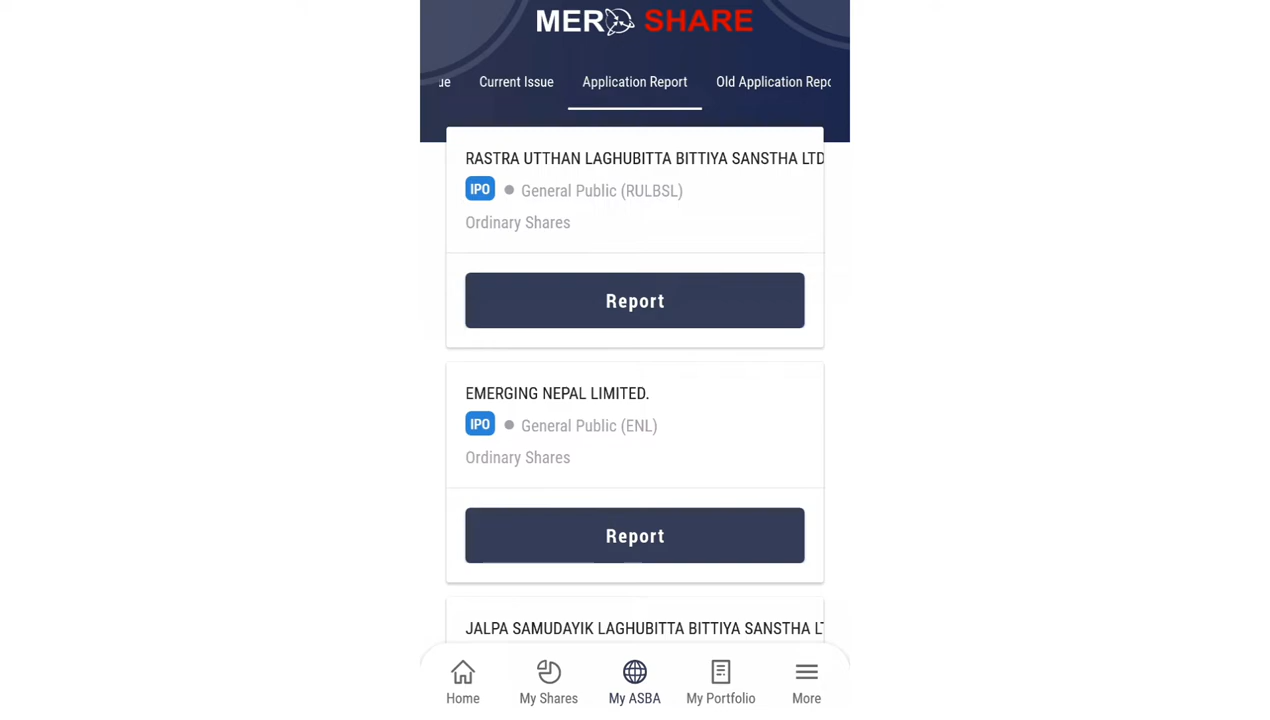 MERO SHARE
ue
Current Issue
Application Report
Old Application Repo
RASTRA UTTHAN LAGHUBITTA BITTIYA SANSTHA LTD
IPO
General Public (RULBSL)
Ordinary Shares
Report
EMERGING NEPAL LIMITED.
IPO
General Public (ENL)
Ordinary Shares
Report
JALPA SAMUDAYIK LAGHUBITTA BITTIYA SANSTHA LT
Home
My Shares
My ASBA
My Portfolio
More